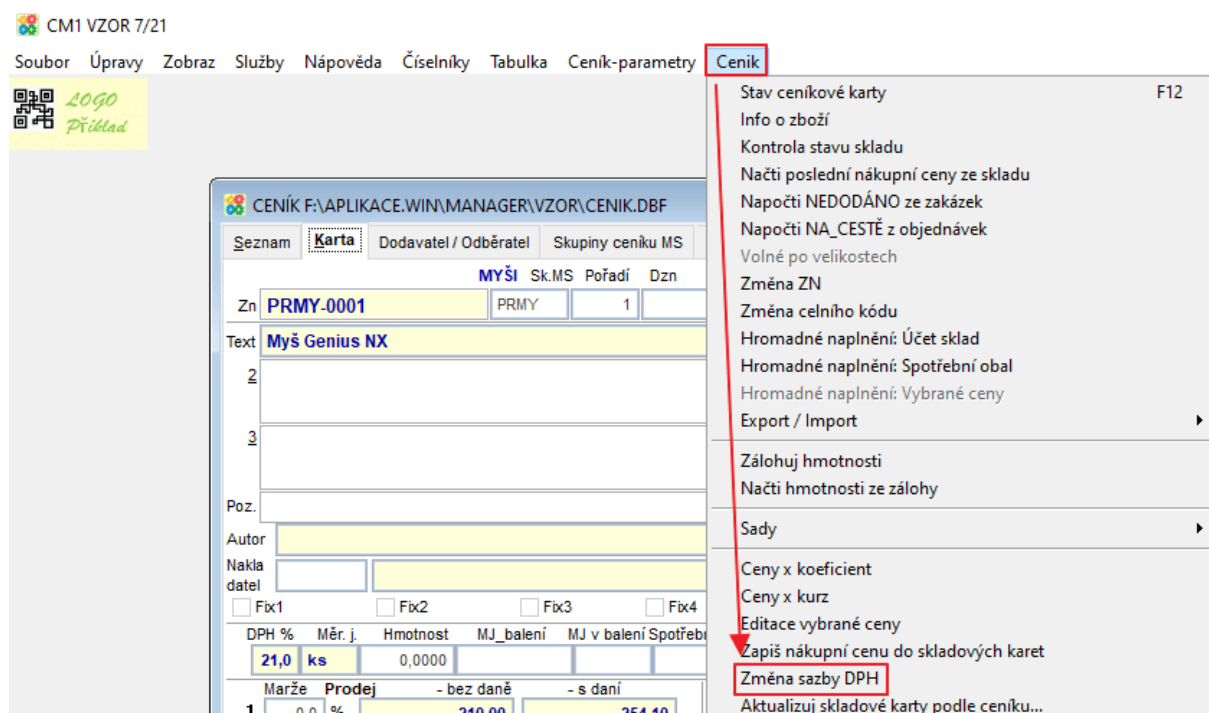 CM1 VZOR 7/21
Soubor Úpravy Zobraz Služby Nápověda Číselníky Tabulka Ceník-parametry Cenik
LOGO
Příklad
CENÍK F:\APLIKACE.WIN\MANAGER\VZOR\CENIK.DBF
Seznam Karta Dodavatel / Odběratel Skupiny ceníku MS
MYŠI Sk.MS Pořadí Dzn
Zn PRMY-0001 PRMY 1
Text Myš Genius NX
2
3
Poz.
Autor
Nakla
datel
Fix1 Fix2 Fix3 Fix4
DPH % Měr. j. Hmotnost MJ_balení MJ v balení
21,0 ks 0,0000
Marže Prodej - bez daně - s daní
1 0,0 % 210,00 254,10
Stav ceníkové karty F12
Info o zboží
Kontrola stavu skladu
Načti poslední nákupní ceny ze skladu
Napočti NEDODÁNO ze zakázek
Napočti NA_CESTĚ z objednávek
Volné po velikostech
Změna ZN
Změna celního kódu
Hromadné naplnění: Účet sklad
Hromadné naplnění: Spotřební obal
Hromadné naplnění: Vybrané ceny
Export / Import
Zálohuj hmotnosti
Načti hmotnosti ze zálohy
Sady
Ceny x koeficient
Ceny x kurz
Editace vybrané ceny
Zapiš nákupní cenu do skladových karet
Změna sazby DPH
Aktualizuj skladové karty podle ceníku...